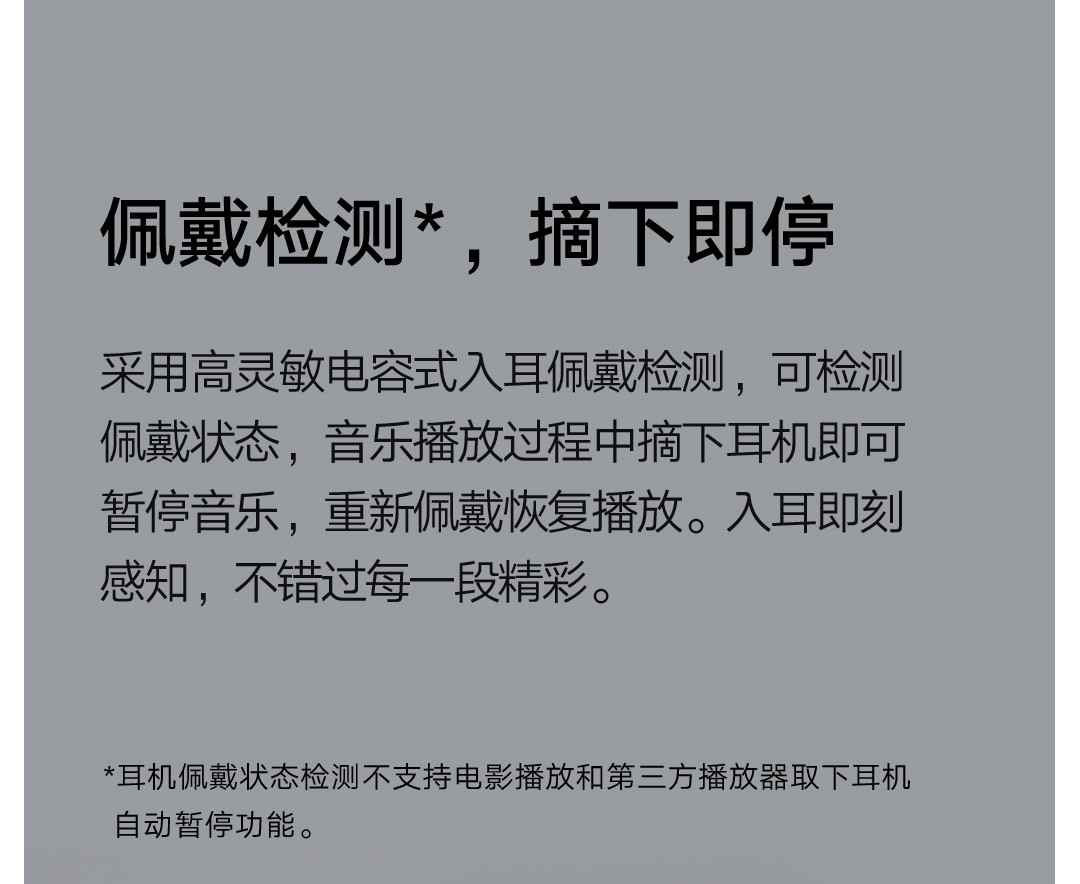 佩戴检测*，摘下即停
采用高灵敏电容式入耳佩戴检测，可检测
佩戴状态，音乐播放过程中摘下耳机即可
暂停音乐，重新佩戴恢复播放。入耳即刻
感知，不错过每一段精彩。
*耳机佩戴状态检测不支持电影播放和第三方播放器取下耳机
自动暂停功能。